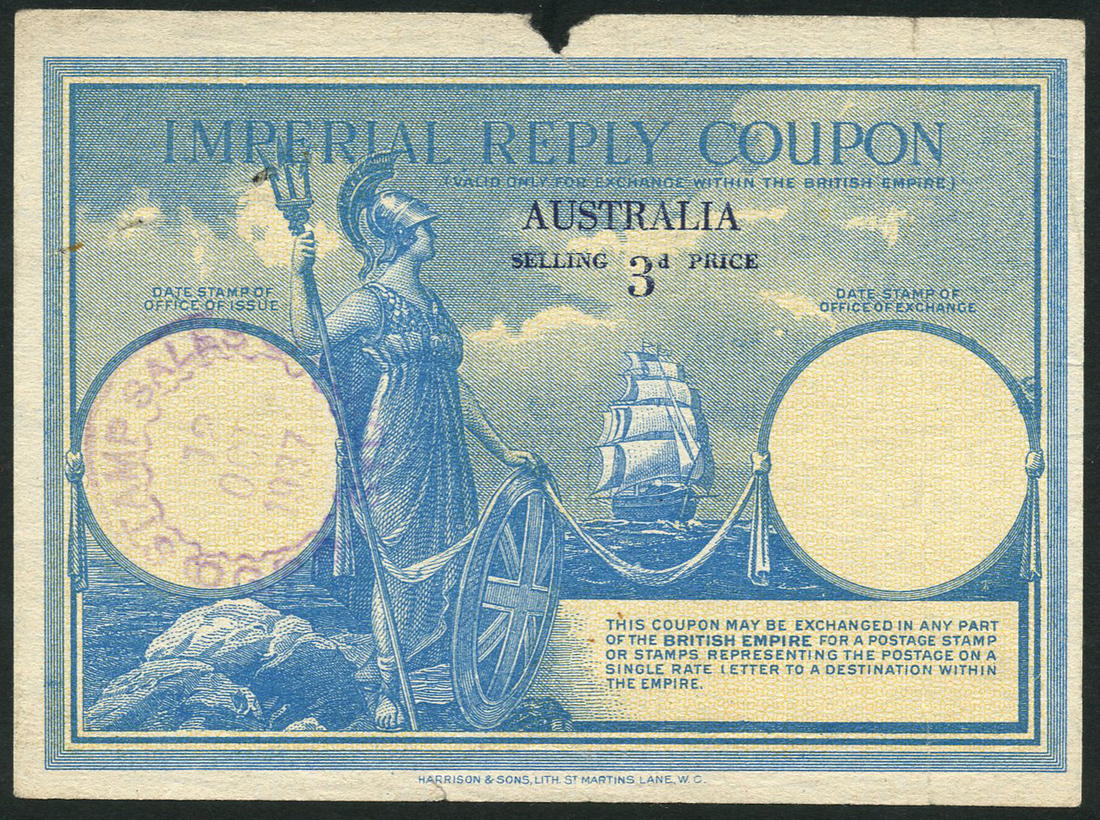 IMPERIAL REPLY COUPON
(VALID ONLY FOR EXCHANGE WITHIN THE BRITISH EMPIRE)
AUSTRALIA
SELLING 3d PRICE
DATE STAMP OF
OFFICE OF ISSUE
DATE STAMP OF
OFFICE OF EXCHANGE
STAMP SALES
OCT
1937
THIS COUPON MAY BE EXCHANGED IN ANY PART
OF THE BRITISH EMPIRE FOR A POSTAGE STAMP
OR STAMPS REPRESENTING THE POSTAGE ON A
SINGLE RATE LETTER TO A DESTINATION WITHIN
THE EMPIRE.
HARRISON & SONS, LITH. ST MARTINS LANE, W.C.